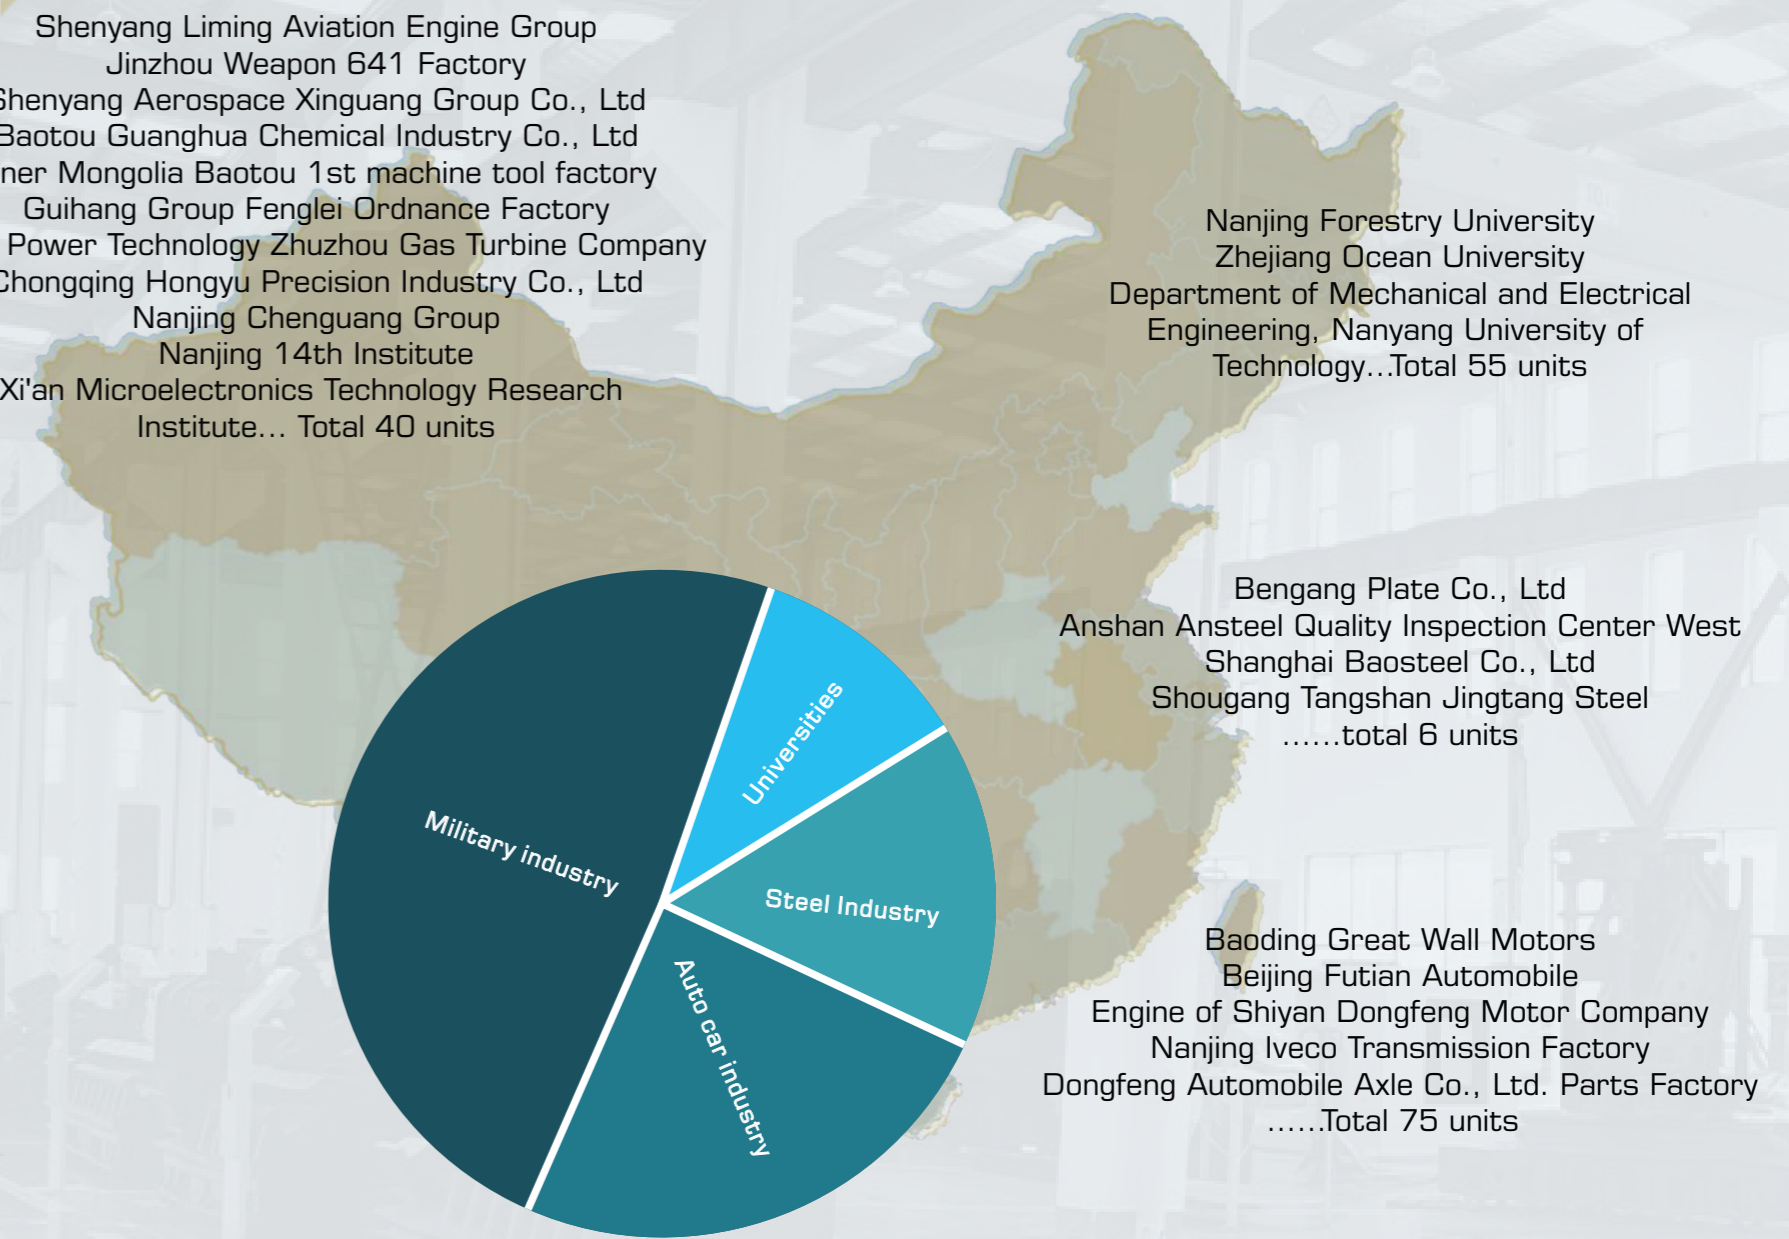 Shenyang Liming Aviation Engine Group
Jinzhou Weapon 641 Factory
Shenyang Aerospace Xinguang Group Co., Ltd
Baotou Guanghua Chemical Industry Co., Ltd
Mongolia Baotou 1st machine tool factory
Guihang Group Fenglei Ordnance Factory
Power Technology Zhuzhou Gas Turbine Company
Chongqing Hongyu Precision Industry Co., Ltd
Nanjing Chenguang Group
Nanjing 14th Institute
Xi'an Microelectronics Technology Research
Institute... Total 40 units
Nanjing Forestry University
Zhejiang Ocean University
Department of Mechanical and Electrical
Engineering, Nanyang University of
Technology...Total 55 units
Bengang Plate Co., Ltd
Anshan Ansteel Quality Inspection Center West
Shanghai Baosteel Co., Ltd
Shougang Tangshan Jingtang Steel
......total 6 units
Baoding Great Wall Motors
Beijing Futian Automobile
Engine of Shiyan Dongfeng Motor Company
Nanjing Iveco Transmission Factory
Dongfeng Automobile Axle Co., Ltd. Parts Factory
......Total 75 units
Military industry
Universities
Steel Industry
Auto car industry